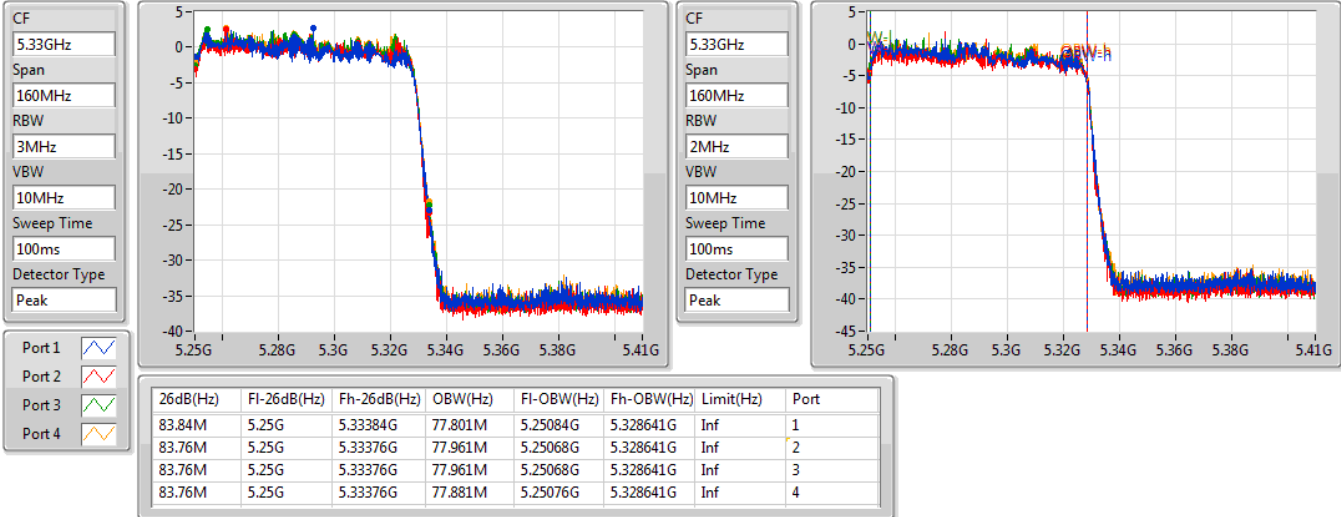 CF
5.33GHz
Span
160MHz
RBW
3MHz
VBW
10MHz
Sweep Time
100ms
Detector Type
Peak
Port 1
Port 2
Port 3
Port 4
5
0
-5
-10
-15
-20
-25
-30
-35
-40
5.25G 5.28G 5.3G 5.32G 5.34G 5.36G 5.38G 5.41G
CF
5.33GHz
Span
160MHz
RBW
2MHz
VBW
10MHz
Sweep Time
100ms
Detector Type
Peak
5
0
-5
-10
-15
-20
-25
-30
-35
-40
-45
OBW-h
5.25G 5.28G 5.3G 5.32G 5.34G 5.36G 5.38G 5.41G
26dB(Hz) Fl-26dB(Hz) Fh-26dB(Hz) OBW(Hz) Fl-OBW(Hz) Fh-OBW(Hz) Limit(Hz) Port
83.84M 5.25G 5.33384G 77.801M 5.25084G 5.328641G Inf 1
83.76M 5.25G 5.33376G 77.961M 5.25068G 5.328641G Inf 2
83.76M 5.25G 5.33376G 77.961M 5.25068G 5.328641G Inf 3
83.76M 5.25G 5.33376G 77.881M 5.25076G 5.328641G Inf 4